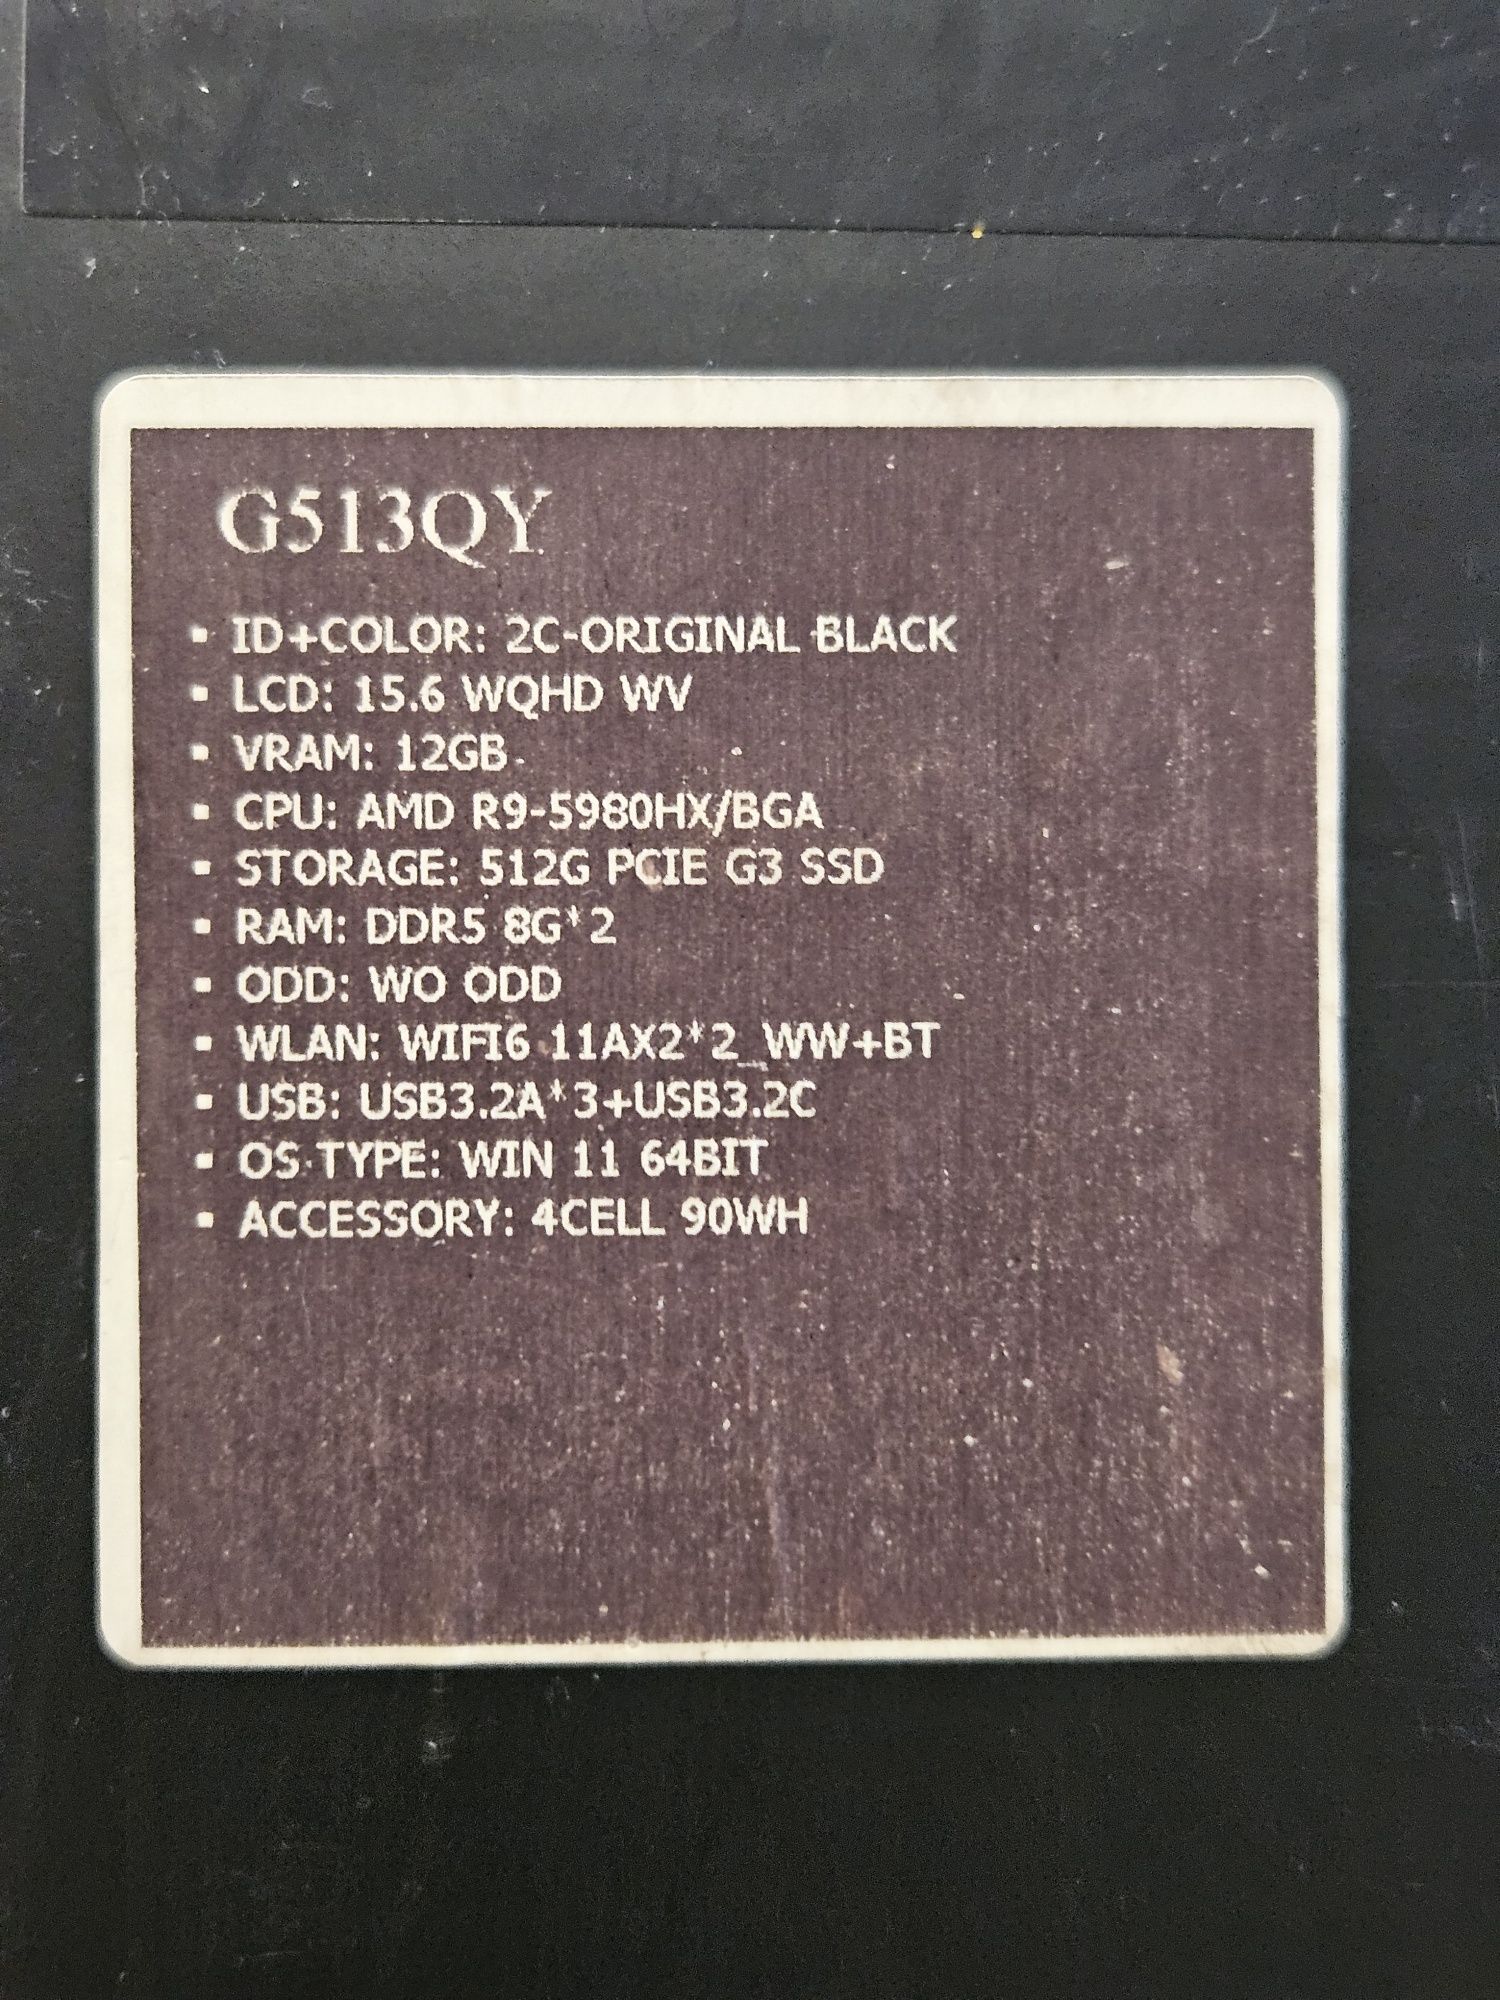 G513QY
▪ ID+COLOR: 2C-ORIGINAL BLACK
▪ LCD: 15.6 WQHD WV
▪ VRAM: 12GB
▪ CPU: AMD R9-5980HX/BGA
▪ STORAGE: 512G PCIE G3 SSD
▪ RAM: DDR5 8G*2
▪ ODD: WO ODD
▪ WLAN: WIFI6 11AX2*2_WW+BT
▪ USB: USB3.2A*3+USB3.2C
▪ OS TYPE: WIN 11 64BIT
▪ ACCESSORY: 4CELL 90WH